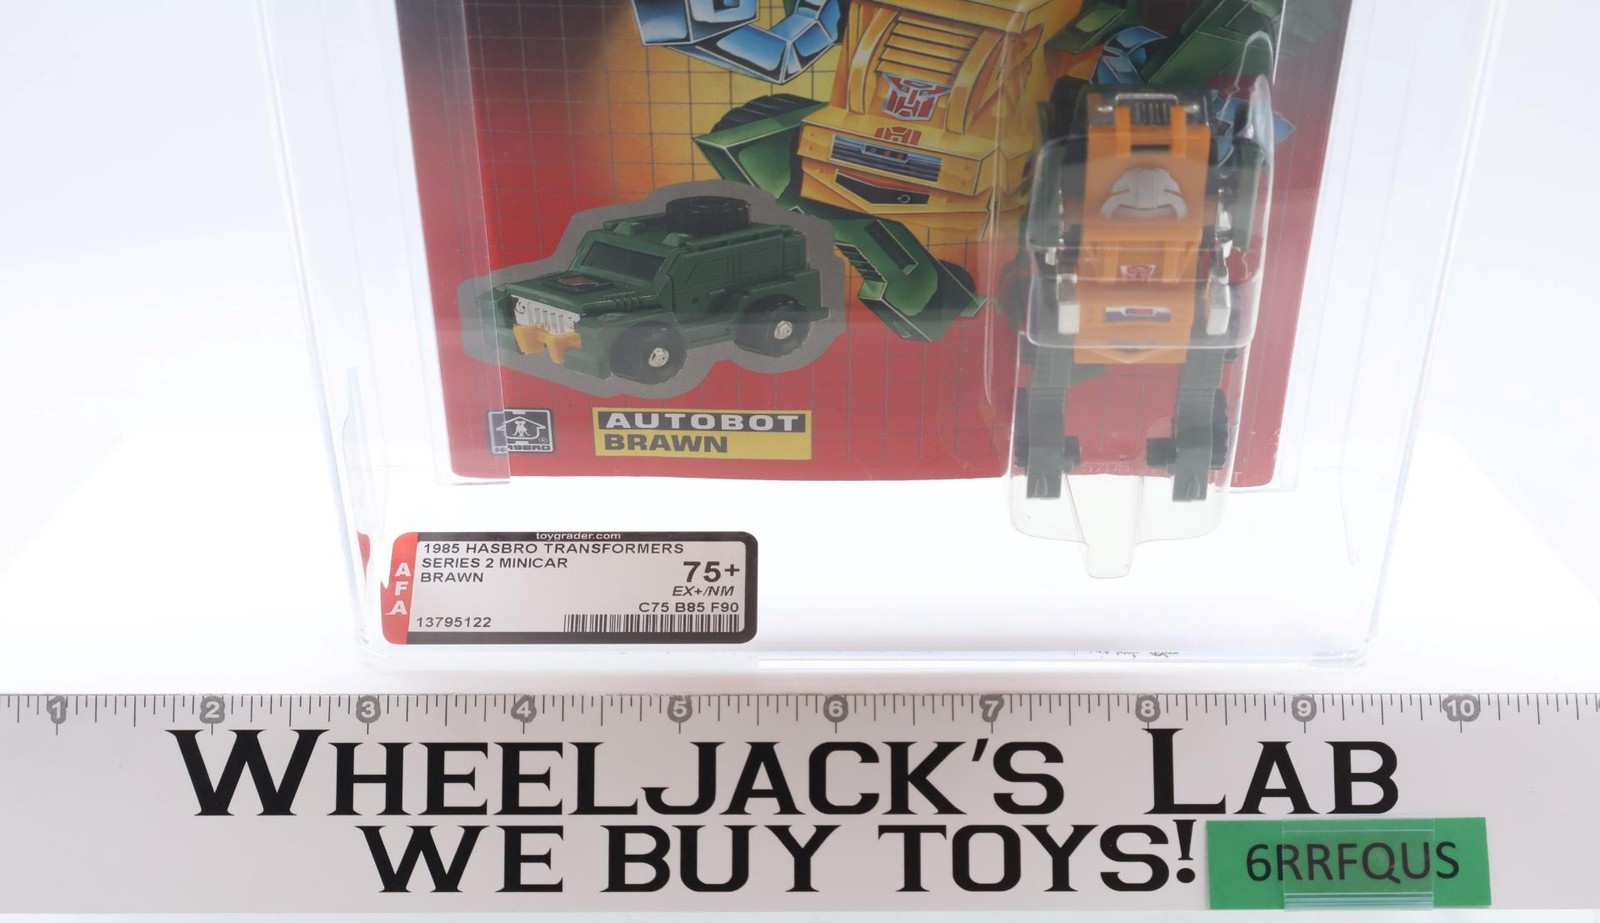 HASBRO
AUTOBOT
BRAWN
5706
toygrader.com
AFA
1985 HASBRO TRANSFORMERS
SERIES 2 MINICAR
BRAWN
75+
EX+/NM
C75 B85 F90
13795122
1 2 3 4 5 6 7 8 9 10
WHEELJACK'S LAB
WE BUY TOYS!
6RRFQUS